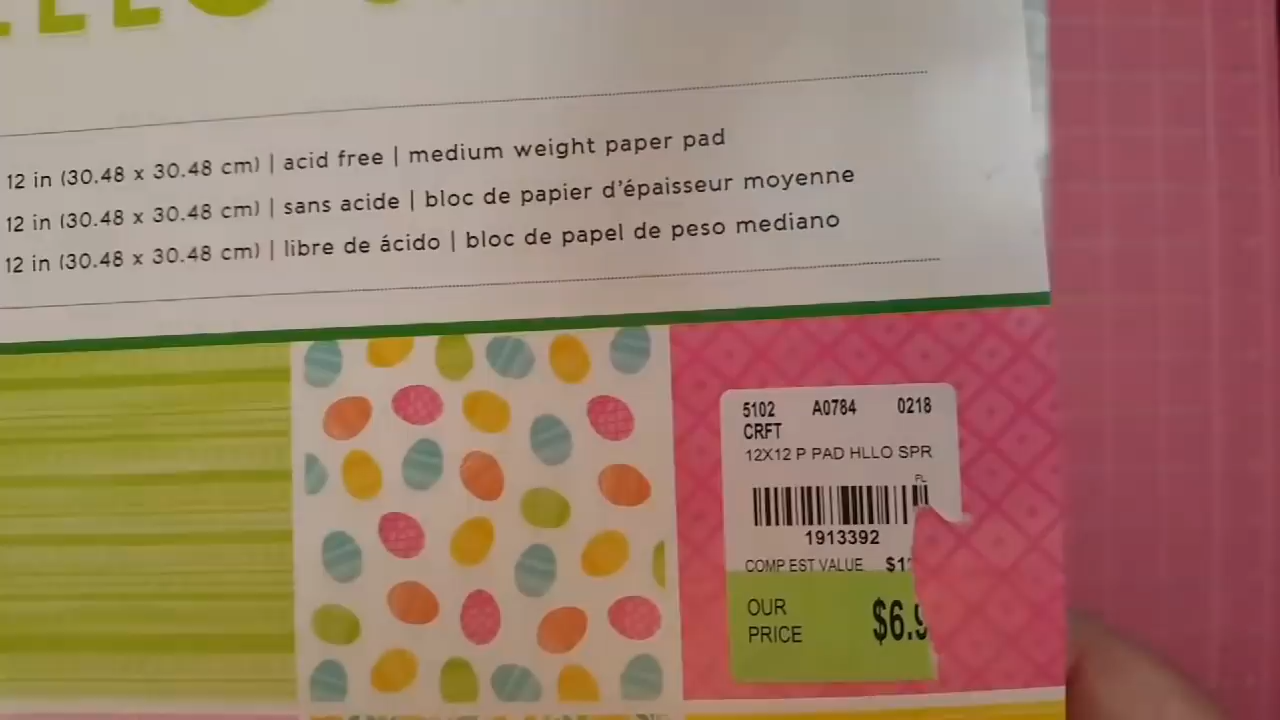 12 in (30.48 x 30.48 cm) | acid free | medium weight paper pad
12 in (30.48 x 30.48 cm) | sans acide | bloc de papier d'épaisseur moyenne
12 in (30.48 x 30.48 cm) | libre de ácido | bloc de papel de peso mediano
5102 A0784 0218
CRFT
12X12 P PAD HLLO SPR
PL
1913392
COMP EST VALUE $1
OUR
PRICE $6.9